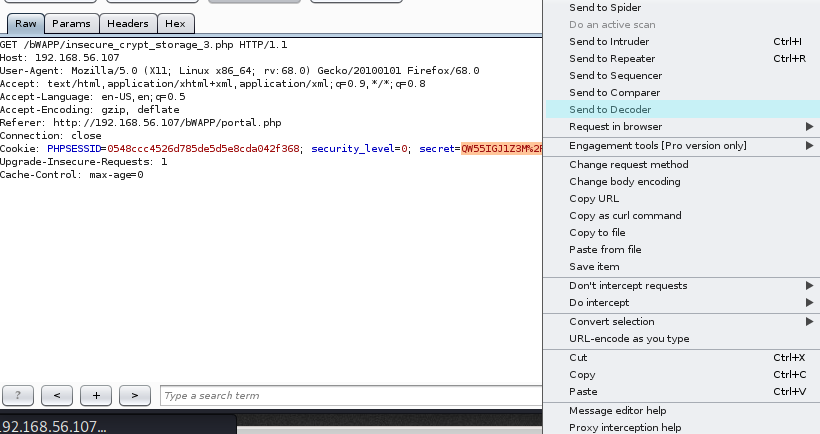 Raw Params Headers Hex
GET /bWAPP/insecure_crypt_storage_3.php HTTP/1.1
Host: 192.168.56.107
User-Agent: Mozilla/5.0 (X11; Linux x86_64; rv:68.0) Gecko/20100101 Firefox/68.0
Accept: text/html,application/xhtml+xml,application/xml;q=0.9,*/*;q=0.8
Accept-Language: en-US,en;q=0.5
Accept-Encoding: gzip, deflate
Referer: http://192.168.56.107/bWAPP/portal.php
Connection: close
Cookie: PHPSESSID=0548ccc4526d785de5d5e8cda042f368; security_level=0; secret=QW55IGJ1Z3M%2F
Upgrade-Insecure-Requests: 1
Cache-Control: max-age=0
? < + > Type a search term
192.168.56.107...
Send to Spider
Do an active scan
Send to Intruder Ctrl+I
Send to Repeater Ctrl+R
Send to Sequencer
Send to Comparer
Send to Decoder
Request in browser
Engagement tools [Pro version only]
Change request method
Change body encoding
Copy URL
Copy as curl command
Copy to file
Paste from file
Save item
Don't intercept requests
Do intercept
Convert selection
URL-encode as you type
Cut Ctrl+X
Copy Ctrl+C
Paste Ctrl+V
Message editor help
Proxy interception help